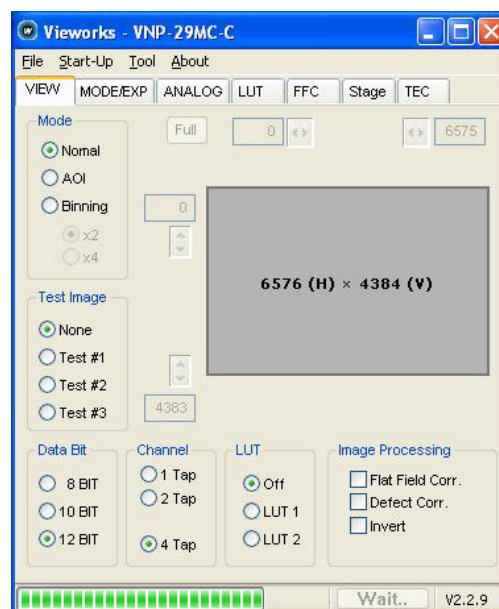 Vieworks - VNP-29MC-C
File Start-Up Tool About
VIEW MODE/EXP ANALOG LUT FFC Stage TEC
Mode
Full 0 6575
Normal
AOI
Binning 0
x2
x4
6576 (H) × 4384 (V)
Test Image
None
Test #1
Test #2
Test #3
4383
Data Bit Channel LUT Image Processing
8 BIT 1 Tap Off Flat Field Corr.
10 BIT 2 Tap LUT 1 Defect Corr.
12 BIT 4 Tap LUT 2 Invert
Wait.. V2.2.9